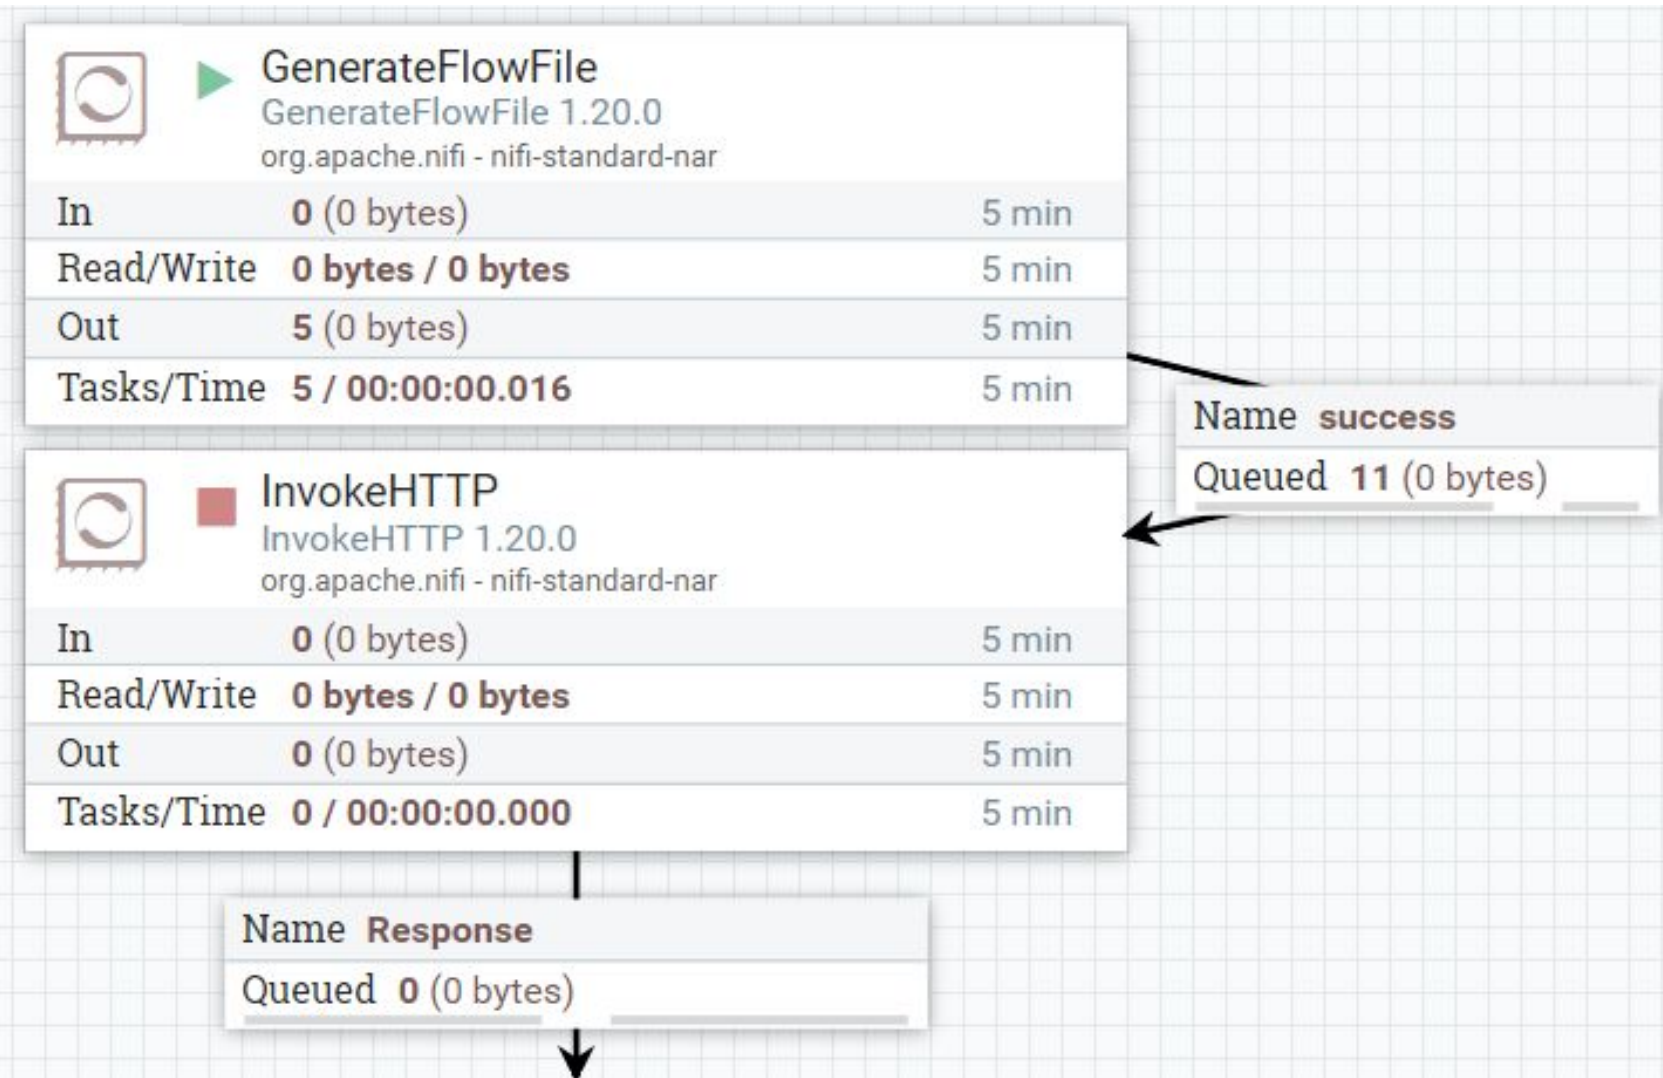 GenerateFlowFile
GenerateFlowFile 1.20.0
org.apache.nifi - nifi-standard-nar
In 0 (0 bytes) 5 min
Read/Write 0 bytes / 0 bytes 5 min
Out 5 (0 bytes) 5 min
Tasks/Time 5 / 00:00:00.016 5 min
Name success
Queued 11 (0 bytes)
InvokeHTTP
InvokeHTTP 1.20.0
org.apache.nifi - nifi-standard-nar
In 0 (0 bytes) 5 min
Read/Write 0 bytes / 0 bytes 5 min
Out 0 (0 bytes) 5 min
Tasks/Time 0 / 00:00:00.000 5 min
Name Response
Queued 0 (0 bytes)